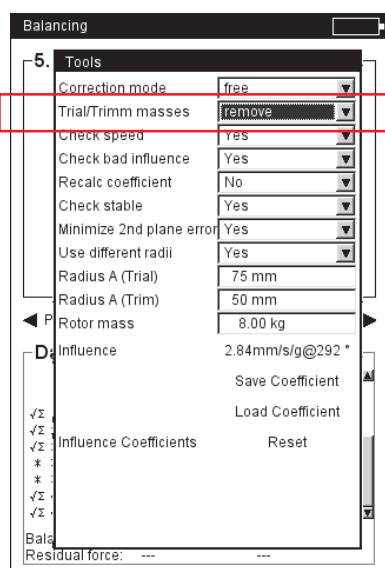 Balancing
5. Tools
Correction mode free
Trial/Trimm masses remove
Check speed Yes
Check bad influence Yes
Recalc coefficient No
Check stable Yes
Minimize 2nd plane error Yes
Use different radii Yes
Radius A (Trial) 75 mm
Radius A (Trim) 50 mm
P Rotor mass 8.00 kg
Influence 2.84mm/s/g@292 °
Save Coefficient
Load Coefficient
√Σ
√Σ
√Σ Influence Coefficients Reset
*
*
√Σ
√Σ
Bala
Residual force: --- ---